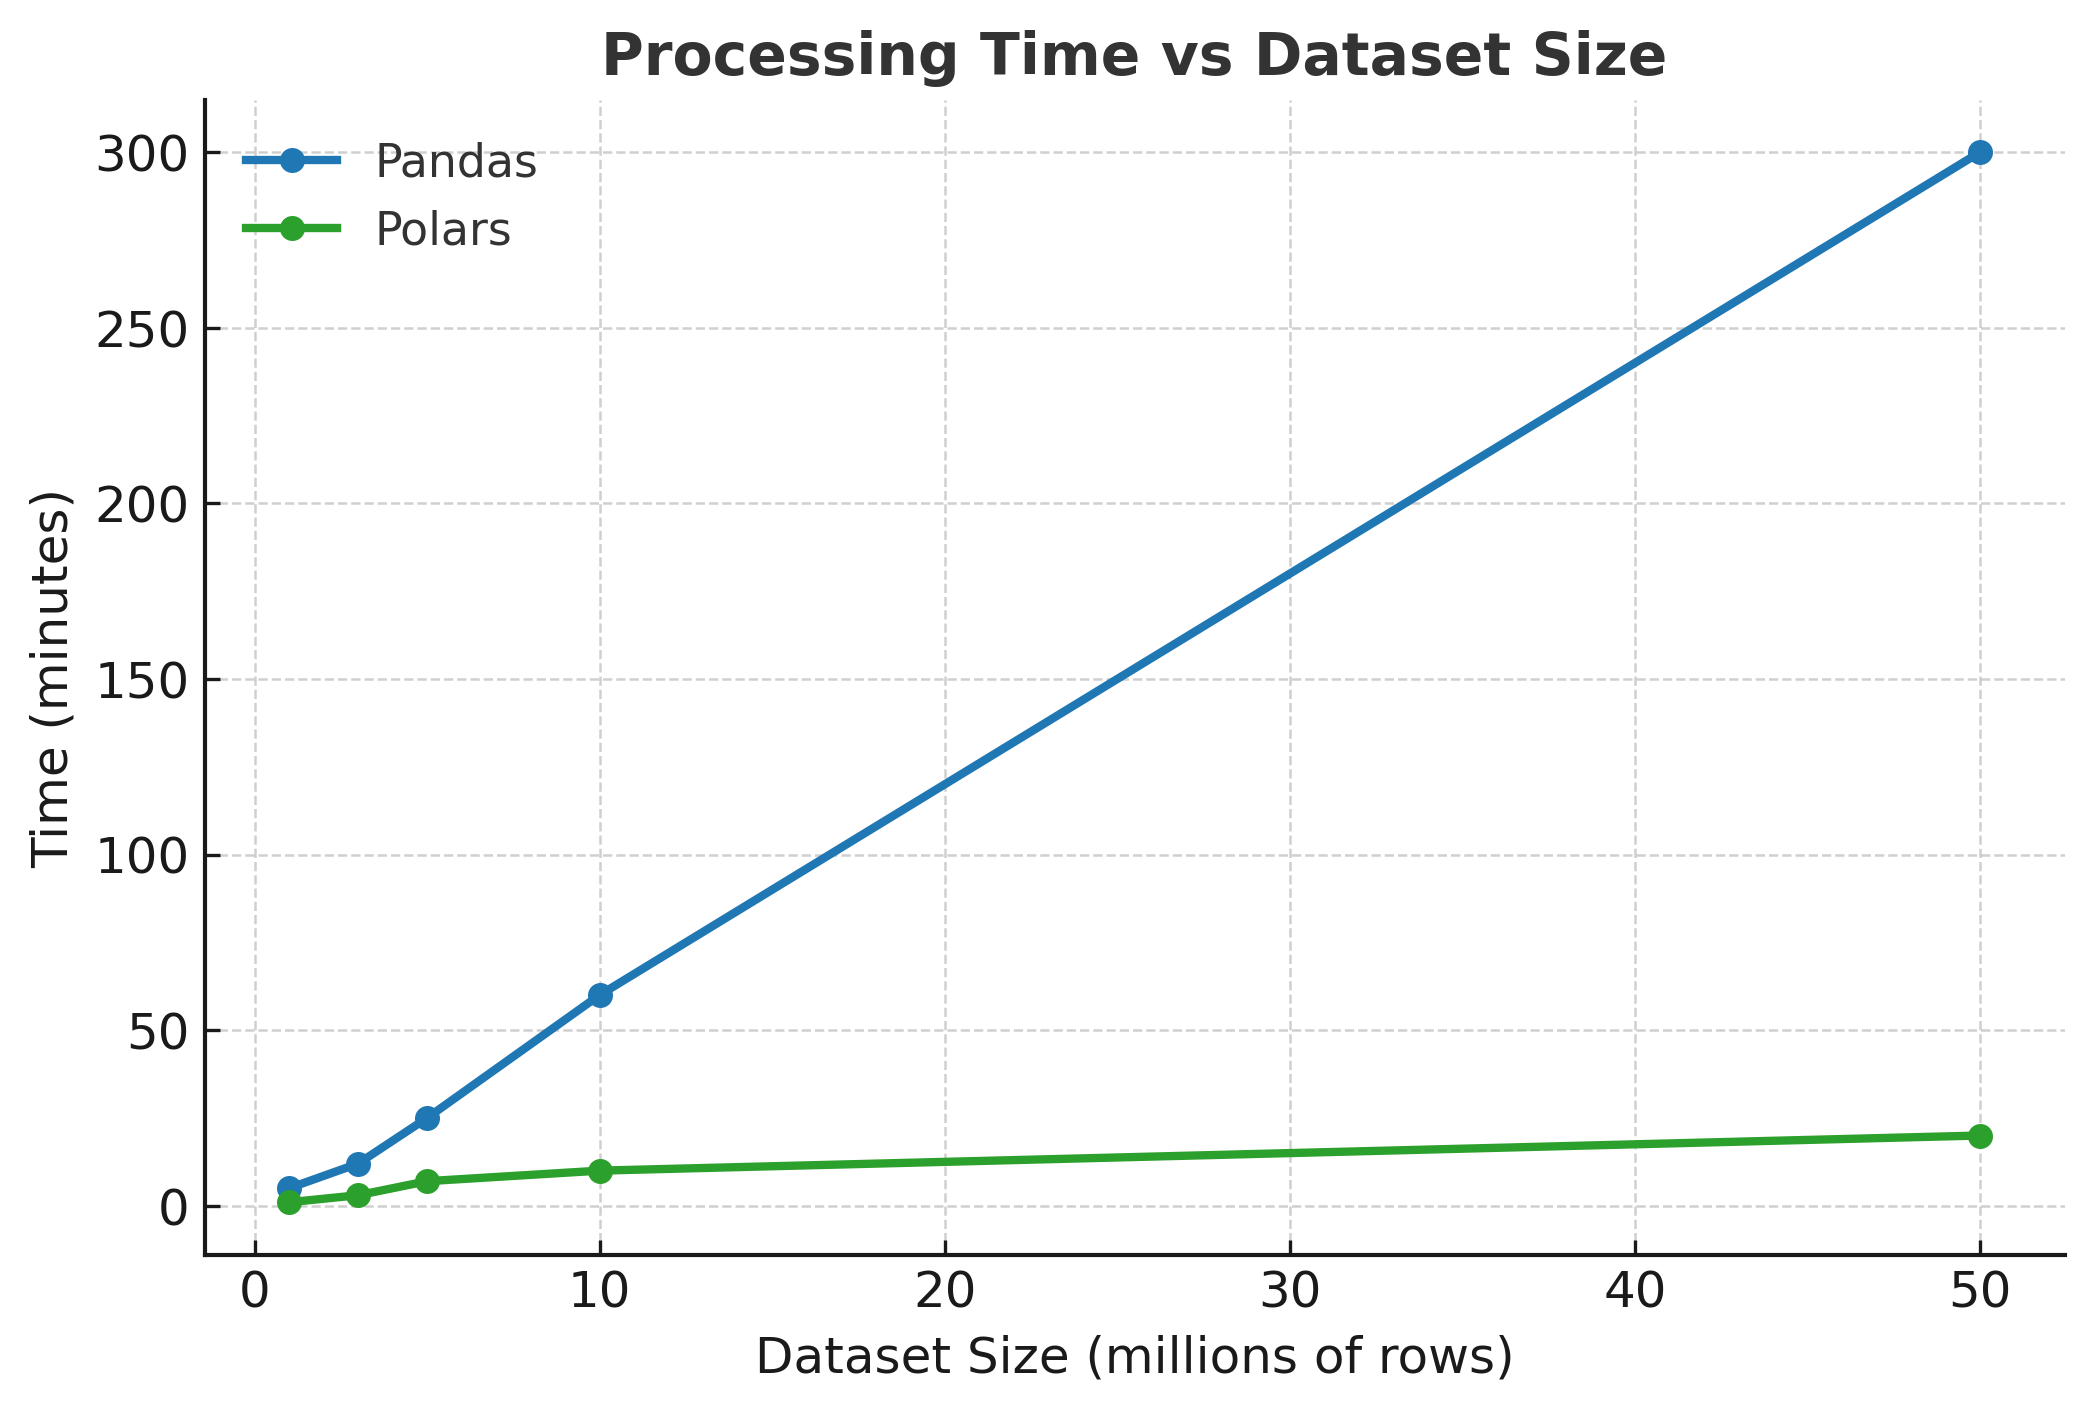 Processing Time vs Dataset Size
Pandas
Polars
300
250
200
150
100
50
0
Time (minutes)
0 10 20 30 40 50
Dataset Size (millions of rows)